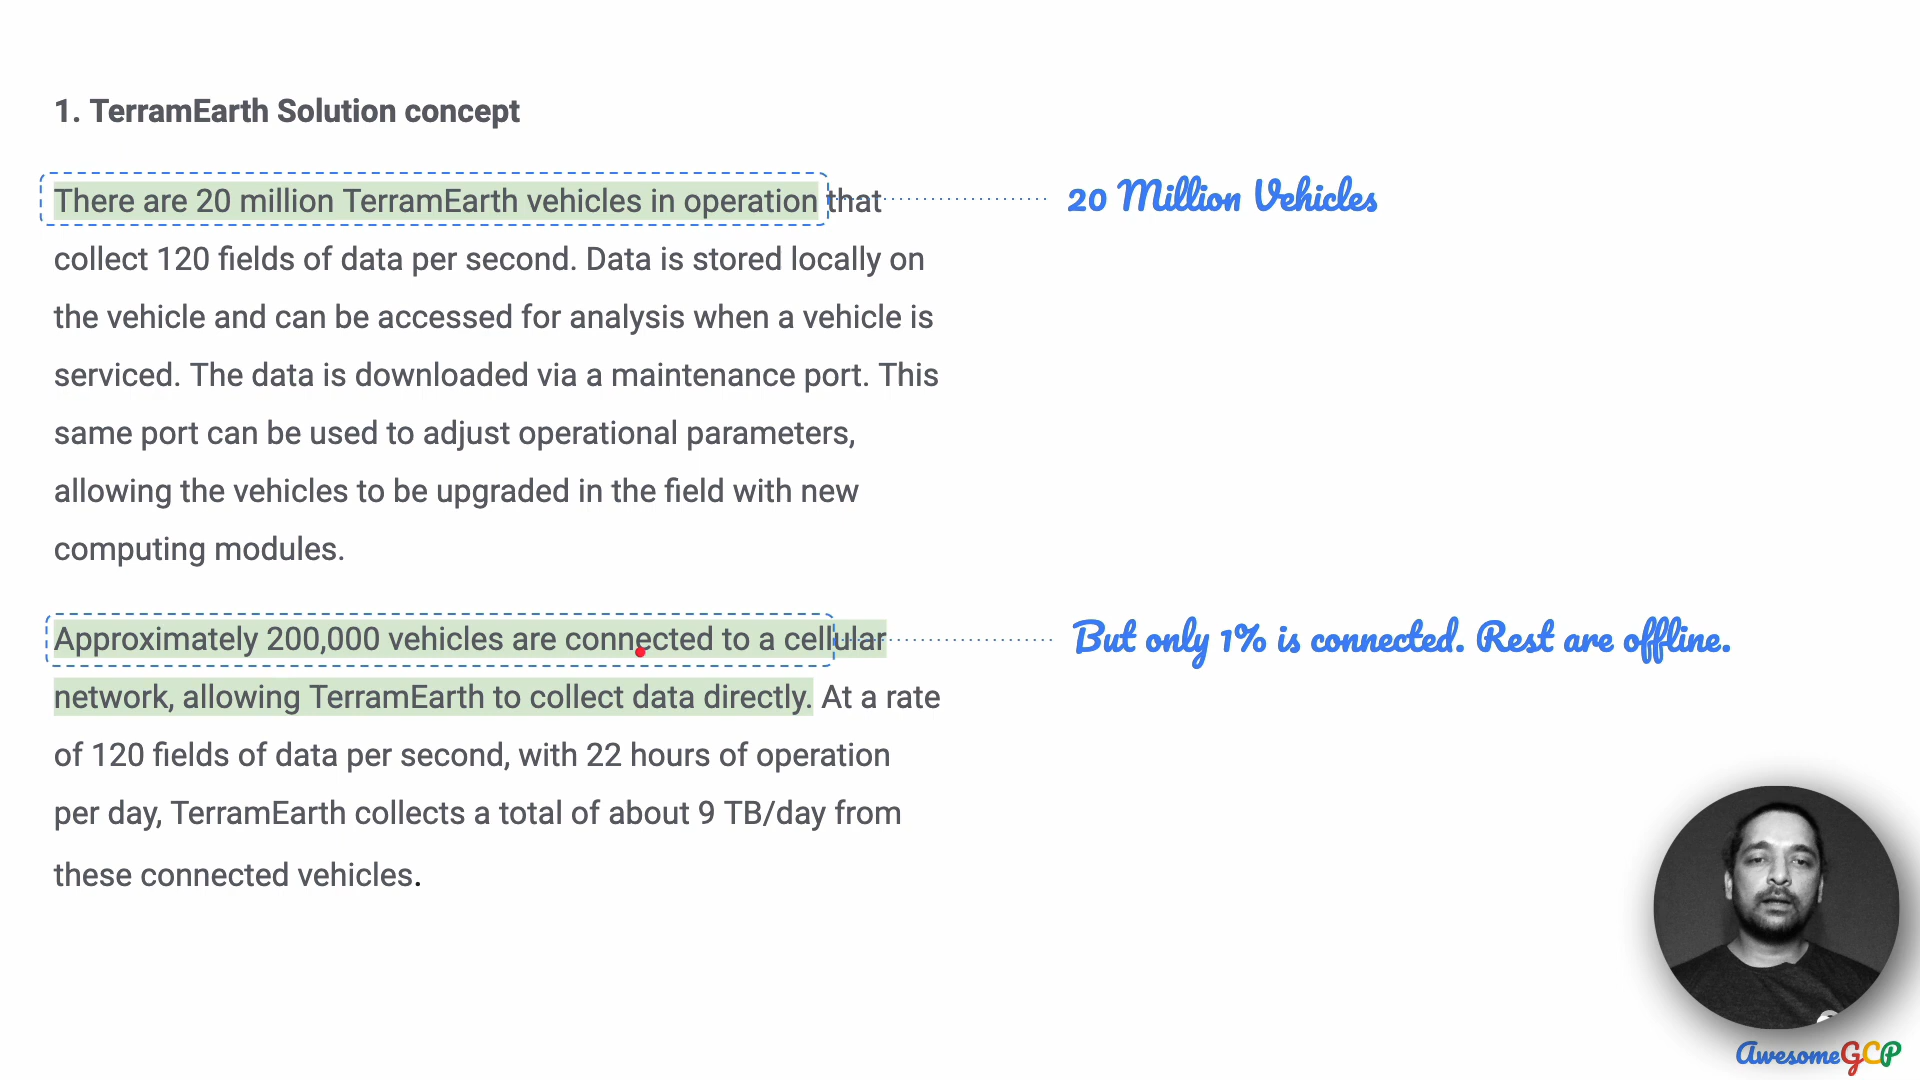 1. TerramEarth Solution concept
There are 20 million TerramEarth vehicles in operation that
20 Million Vehicles
collect 120 fields of data per second. Data is stored locally on
the vehicle and can be accessed for analysis when a vehicle is
serviced. The data is downloaded via a maintenance port. This
same port can be used to adjust operational parameters,
allowing the vehicles to be upgraded in the field with new
computing modules.
Approximately 200,000 vehicles are connected to a cellular
But only 1% is connected. Rest are offline.
network, allowing TerramEarth to collect data directly. At a rate
of 120 fields of data per second, with 22 hours of operation
per day, TerramEarth collects a total of about 9 TB/day from
these connected vehicles.
AwesomeGCP